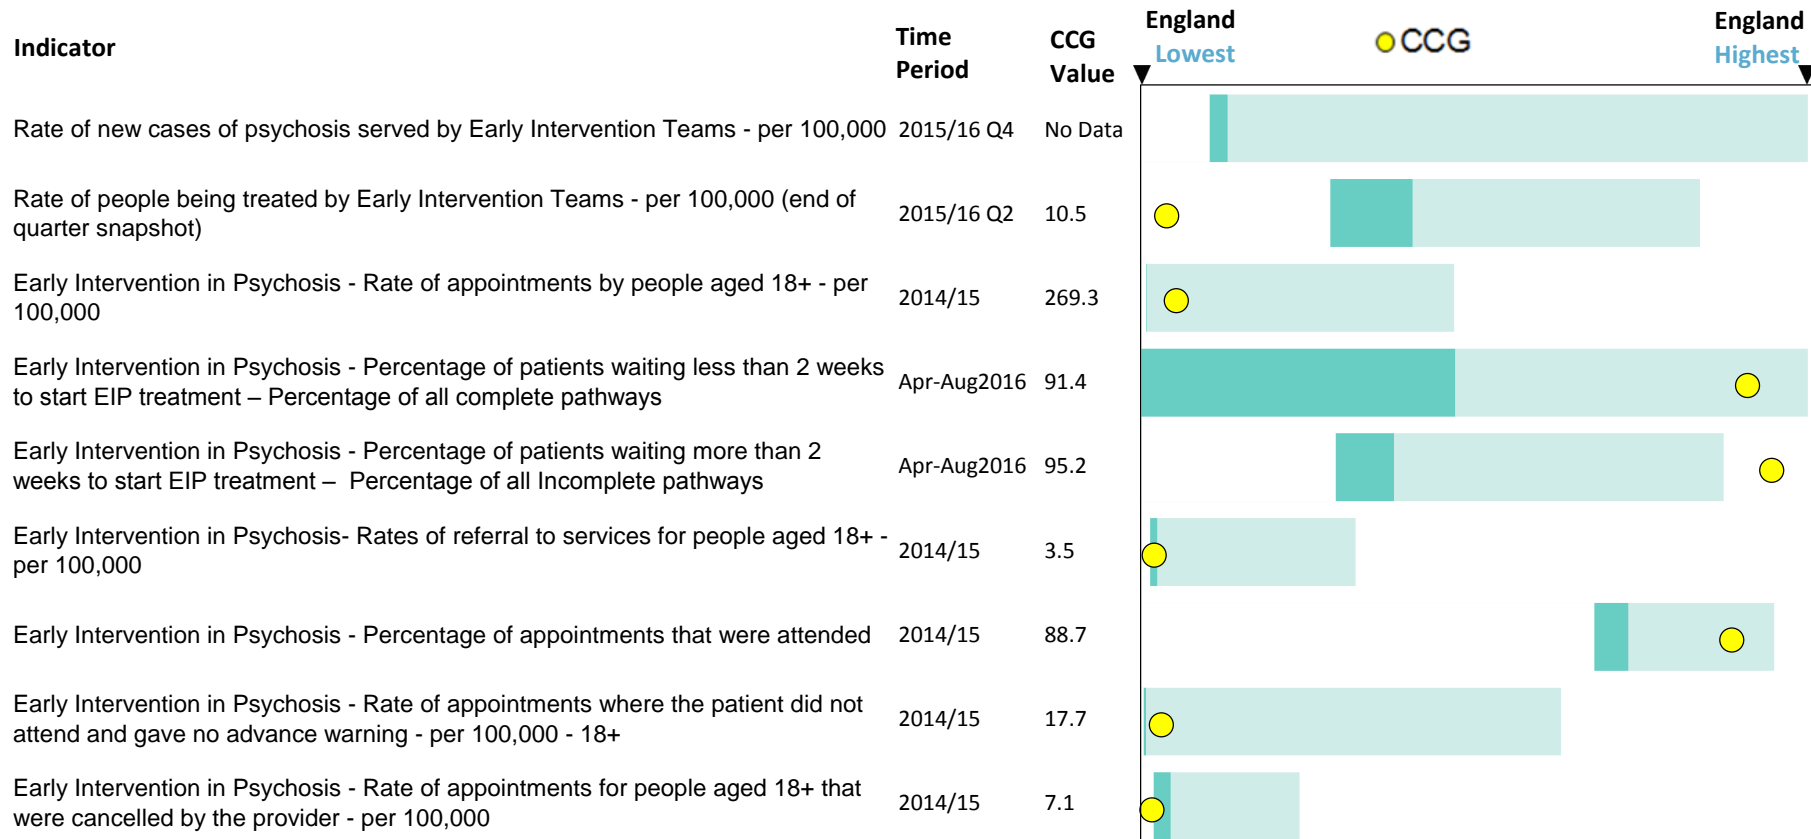 Indicator
Time Period
CCG Value
England Lowest
CCG
England Highest
Rate of new cases of psychosis served by Early Intervention Teams - per 100,000 2015/16 Q4 No Data
Rate of people being treated by Early Intervention Teams - per 100,000 (end of
quarter snapshot) 2015/16 Q2 10.5
Early Intervention in Psychosis - Rate of appointments by people aged 18+ - per
100,000 2014/15 269.3
Early Intervention in Psychosis - Percentage of patients waiting less than 2 weeks
to start EIP treatment – Percentage of all complete pathways Apr-Aug2016 91.4
Early Intervention in Psychosis - Percentage of patients waiting more than 2
weeks to start EIP treatment –  Percentage of all Incomplete pathways Apr-Aug2016 95.2
Early Intervention in Psychosis- Rates of referral to services for people aged 18+ -
per 100,000 2014/15 3.5
Early Intervention in Psychosis - Percentage of appointments that were attended 2014/15 88.7
Early Intervention in Psychosis - Rate of appointments where the patient did not
attend and gave no advance warning - per 100,000 - 18+ 2014/15 17.7
Early Intervention in Psychosis - Rate of appointments for people aged 18+ that
were cancelled by the provider - per 100,000 2014/15 7.1